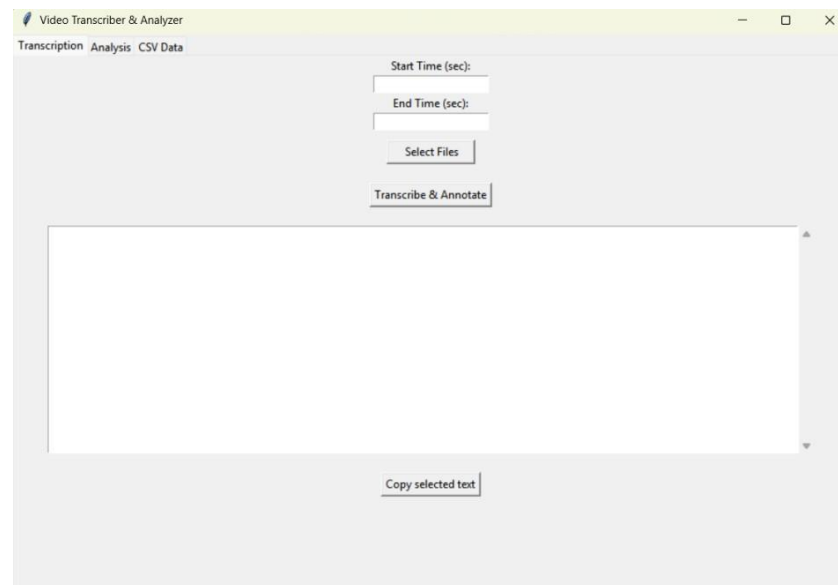 Video Transcriber & Analyzer
Transcription Analysis CSV Data
Start Time (sec):
End Time (sec):
Select Files
Transcribe & Annotate
Copy selected text